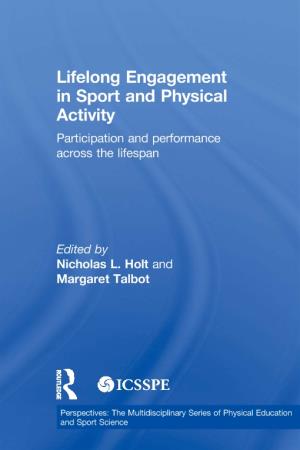 Lifelong Engagement
in Sport and Physical
Activity
Participation and performance
across the lifespan
Edited by
Nicholas L. Holt and
Margaret Talbot
ROUTLEDGE
ICSSPE
Perspectives: The Multidisciplinary Series of Physical Education
and Sport Science